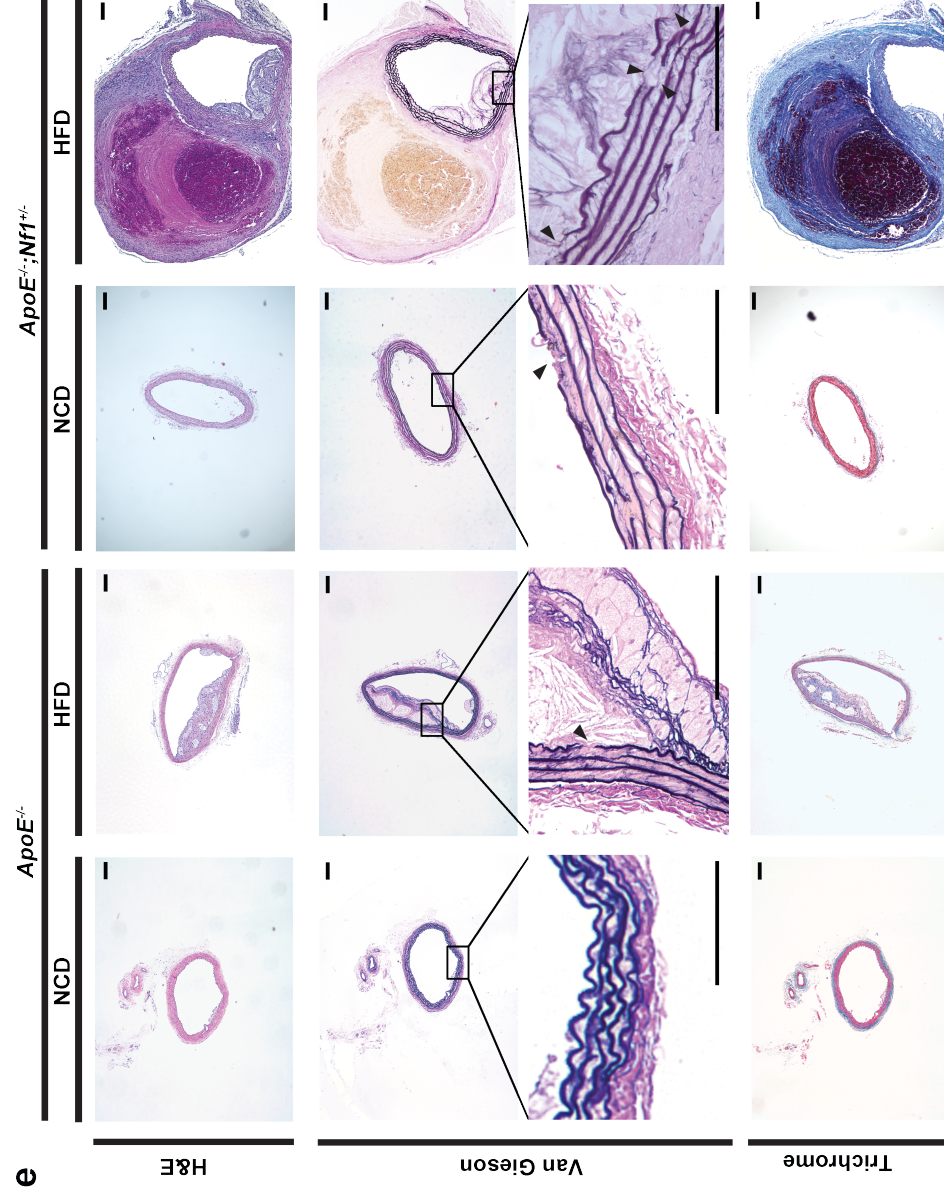 e
ApoE-/-
ApoE-/-;Nf1+/-
NCD
HFD
NCD
HFD
H&E
Van Gieson
Trichrome